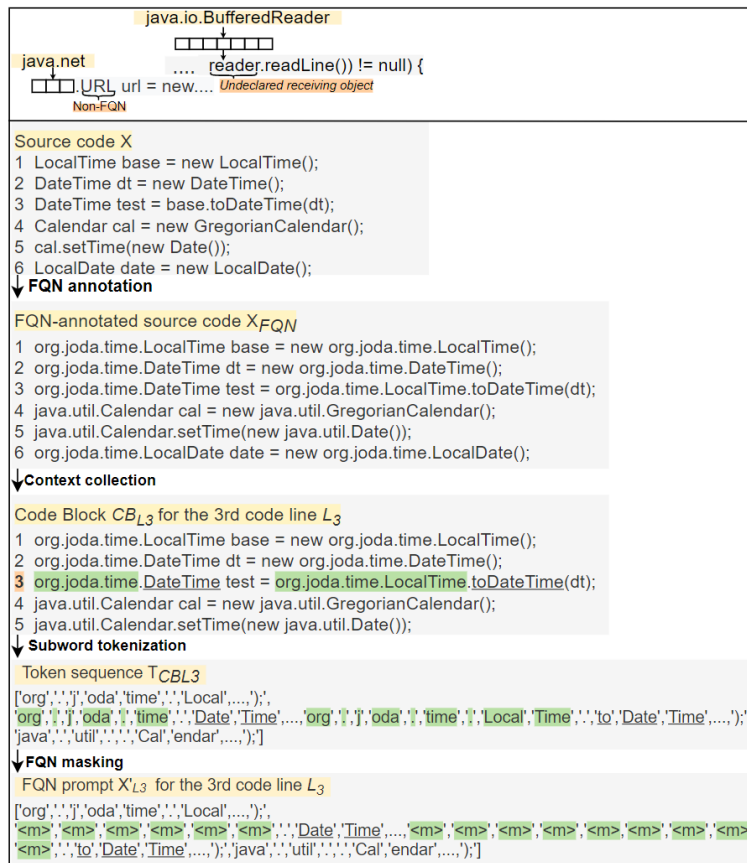 java.io.BufferedReader
java.net
.... reader.readLine()) != null) {
.URL url = new....
Undeclared receiving object
Non-FQN
Source code X
1 LocalTime base = new LocalTime();
2 DateTime dt = new DateTime();
3 DateTime test = base.toDateTime(dt);
4 Calendar cal = new GregorianCalendar();
5 cal.setTime(new Date());
6 LocalDate date = new LocalDate();
FQN annotation
FQN-annotated source code XFQN
1 org.joda.time.LocalTime base = new org.joda.time.LocalTime();
2 org.joda.time.DateTime dt = new org.joda.time.DateTime();
3 org.joda.time.DateTime test = org.joda.time.LocalTime.toDateTime(dt);
4 java.util.Calendar cal = new java.util.GregorianCalendar();
5 java.util.Calendar.setTime(new java.util.Date());
6 org.joda.time.LocalDate date = new org.joda.time.LocalDate();
Context collection
Code Block CBL3 for the 3rd code line L3
1 org.joda.time.LocalTime base = new org.joda.time.LocalTime();
2 org.joda.time.DateTime dt = new org.joda.time.DateTime();
3 org.joda.time.DateTime test = org.joda.time.LocalTime.toDateTime(dt);
4 java.util.Calendar cal = new java.util.GregorianCalendar();
5 java.util.Calendar.setTime(new java.util.Date());
Subword tokenization
Token sequence TCBL3
['org','.','j','oda','time','.','Local',...,');',
'org','.','j','oda','.','time','.','Date','Time',...,'org','.','j','oda','.','time','.','Local','Time','.','to','Date','Time',...,');'
'java','.','util','.','.','Cal','endar',...,');']
FQN masking
FQN prompt X'L3 for the 3rd code line L3
['org','.','j','oda','time','.','Local',...,');',
'<m>','<m>','<m>','<m>','<m>','<m>','.','Date','Time',...,'<m>','<m>','<m>','<m>','<m>','<m>','<m>','<m>
'<m>','.','to','Date','Time',...,');','java','.','util','.','.','Cal','endar',...,');']